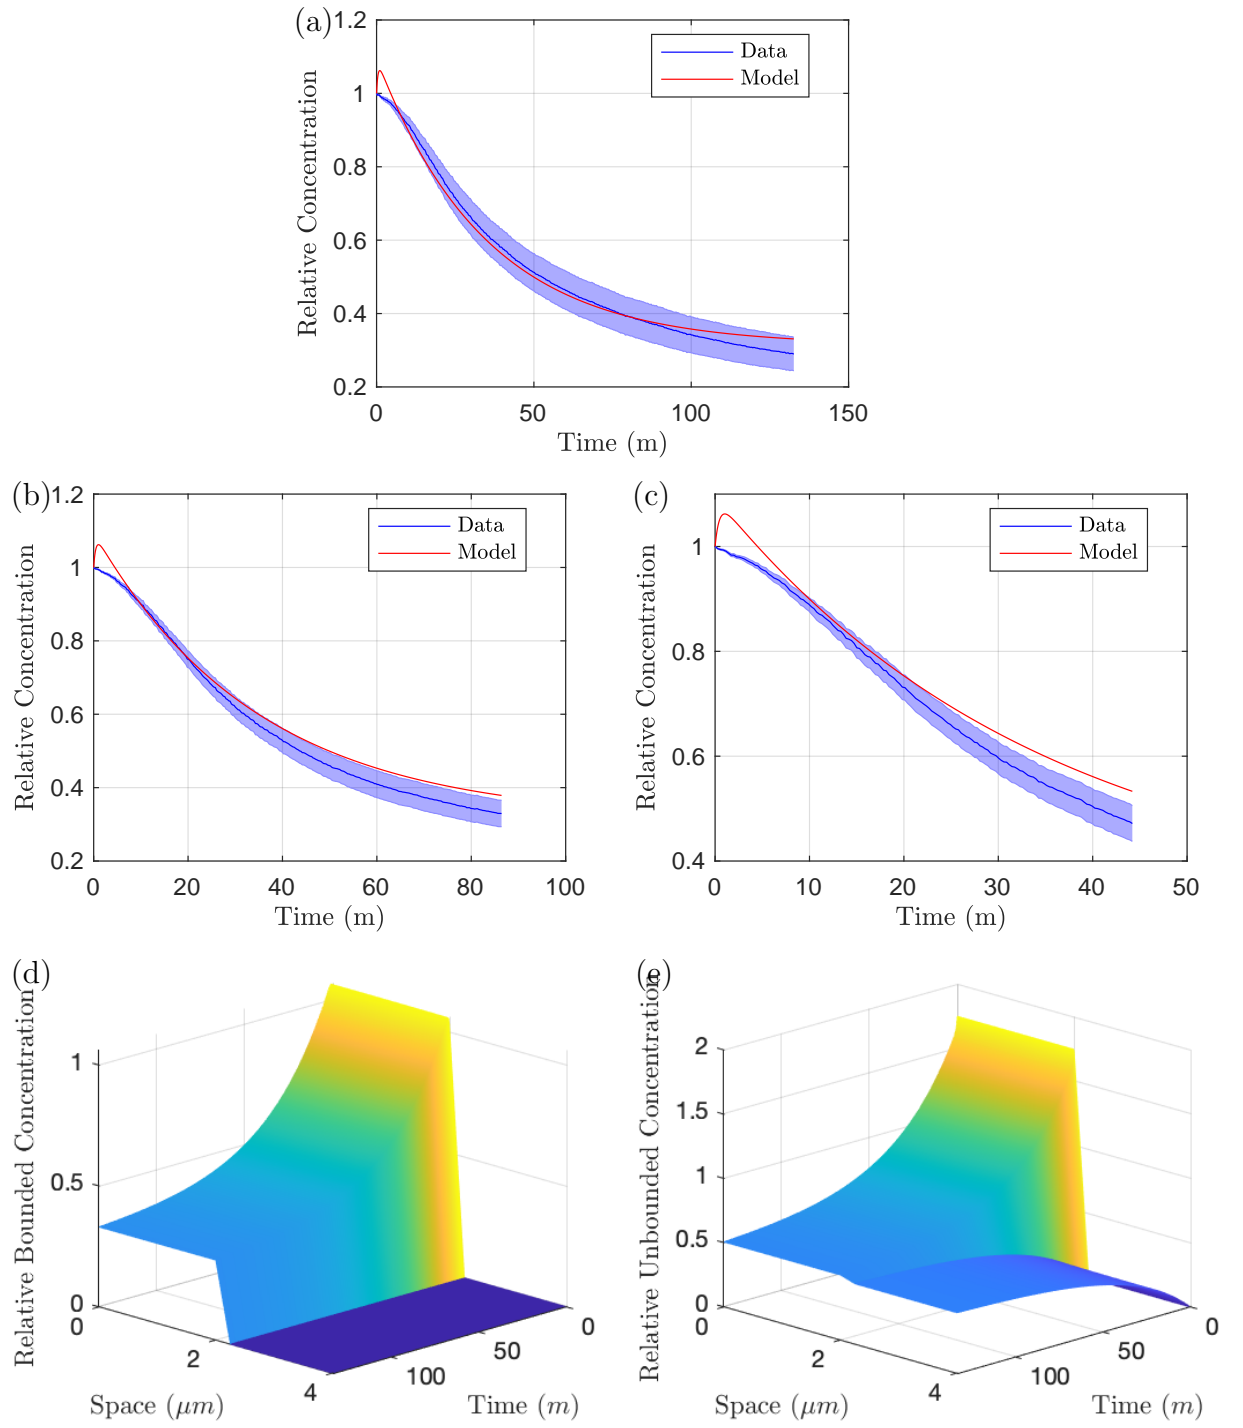 (a)
1.2
1
0.8
0.6
0.4
0.2
Relative Concentration
Data
Model
0 50 100 150
Time (m)
(b)
1.2
1
0.8
0.6
0.4
0.2
Relative Concentration
Data
Model
0 20 40 60 80 100
Time (m)
(c)
1
0.8
0.6
0.4
Relative Concentration
Data
Model
0 10 20 30 40 50
Time (m)
(d)
Relative Bounded Concentration
1
0.5
0
0 2 4
Space (μm)
100 50 0
Time (m)
(e)
Relative Unbounded Concentration
2
1.5
1
0.5
0
0 2 4
Space (μm)
100 50 0
Time (m)